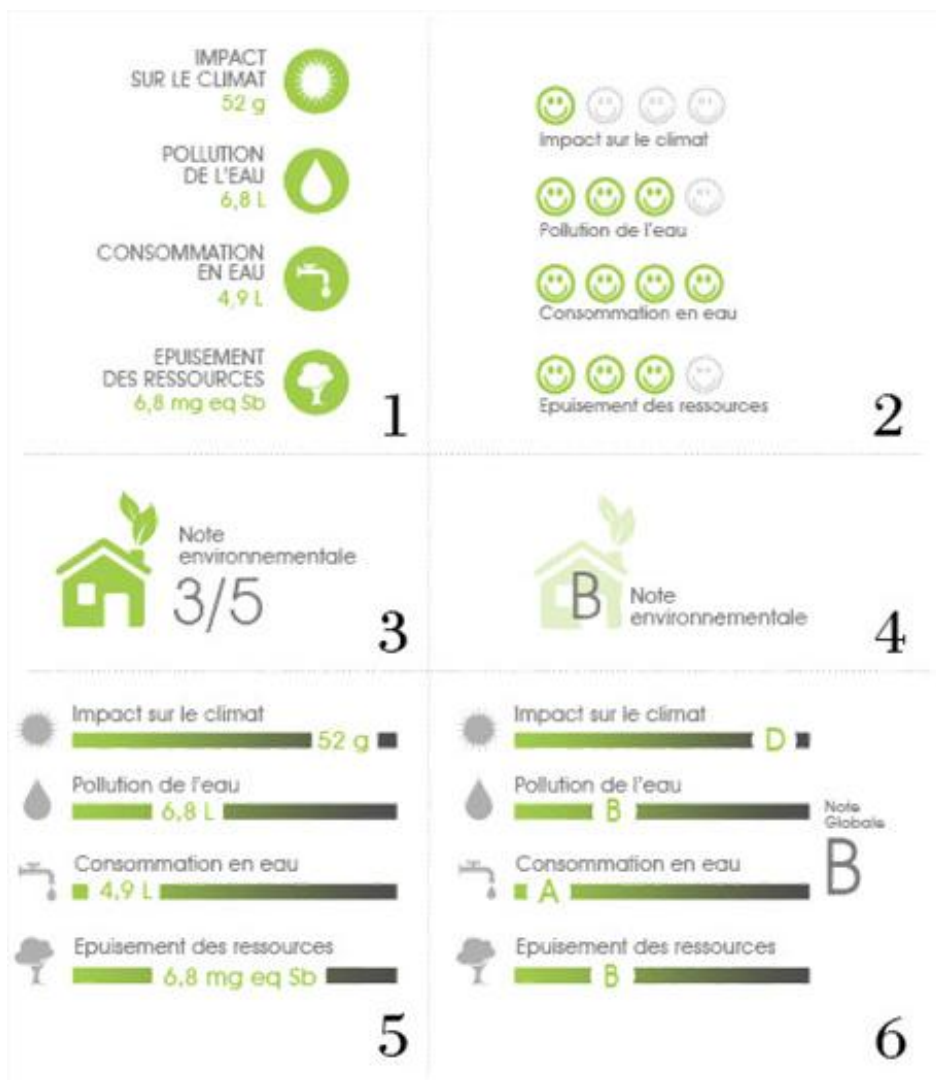 IMPACT
SUR LE CLIMAT
52 g
POLLUTION
DE L'EAU
6,8 L
CONSOMMATION
EN EAU
4,9 L
EPUISEMENT
DES RESSOURCES
6,8 mg eq Sb
1
Impact sur le climat
Pollution de l'eau
Consommation en eau
Epuisement des ressources
2
Note
environnementale
3/5
3
B
Note
environnementale
4
Impact sur le climat
52 g
Pollution de l'eau
6,8 L
Consommation en eau
4,9 L
Epuisement des ressources
6,8 mg eq Sb
5
Impact sur le climat
D
Pollution de l'eau
B
Consommation en eau
A
Epuisement des ressources
B
Note
Globale
B
6